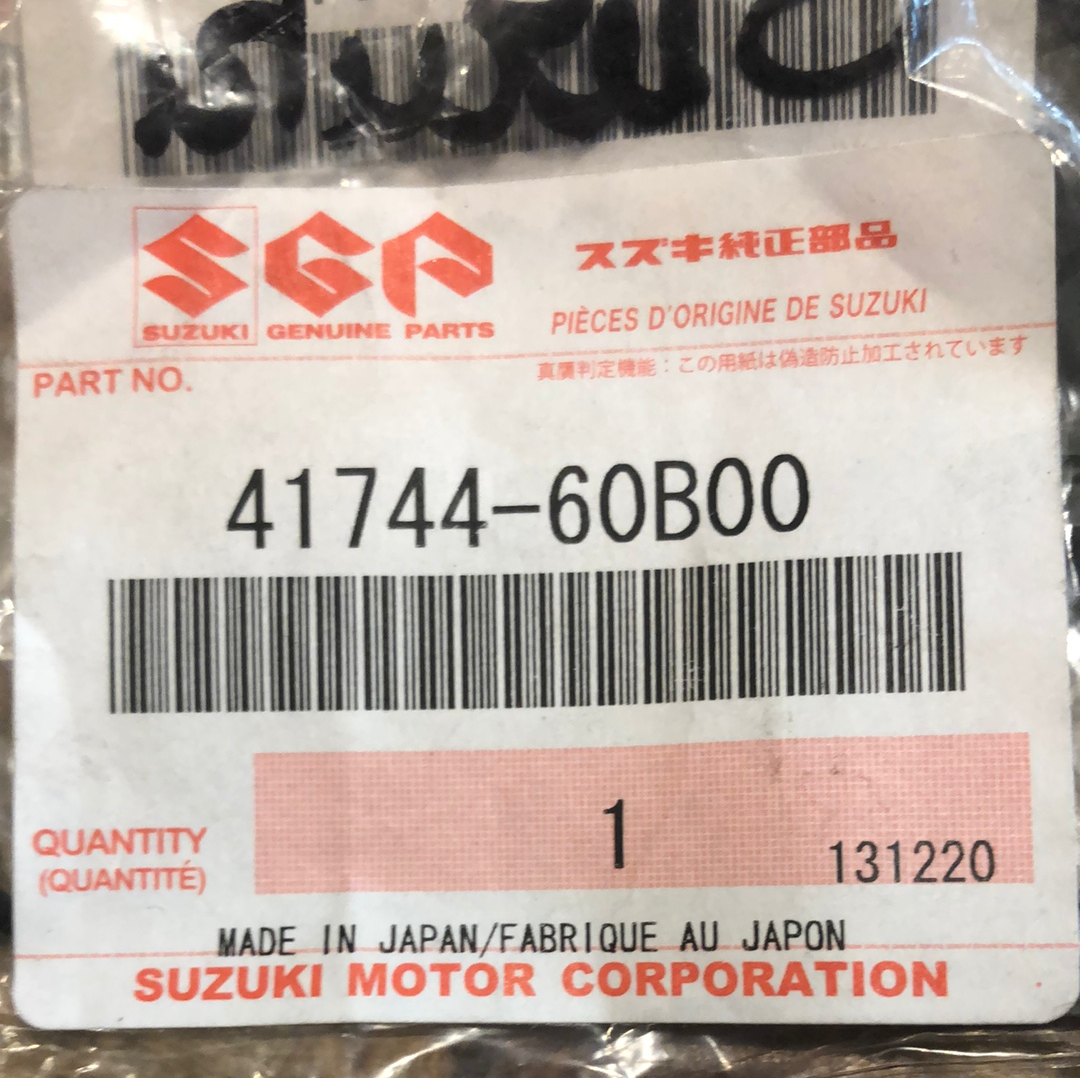 SGP
スズキ純正部品
SUZUKI GENUINE PARTS
PIÈCES D'ORIGINE DE SUZUKI
PART NO.
真贋判定機能：この用紙は偽造防止加工されています
41744-60B00
QUANTITY
(QUANTITÉ)
1
131220
MADE IN JAPAN/FABRIQUE AU JAPON
SUZUKI MOTOR CORPORATION